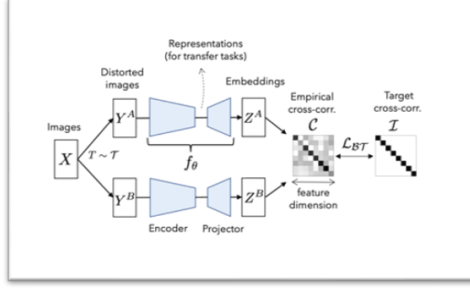 Representations
(for transfer tasks)
Distorted
images
Embeddings
Empirical
cross-corr.
Target
cross-corr.
Images
Y^A
Z^A
C
I
X
T ~ T
f_θ
L_BT
feature
dimension
Y^B
Z^B
Encoder
Projector